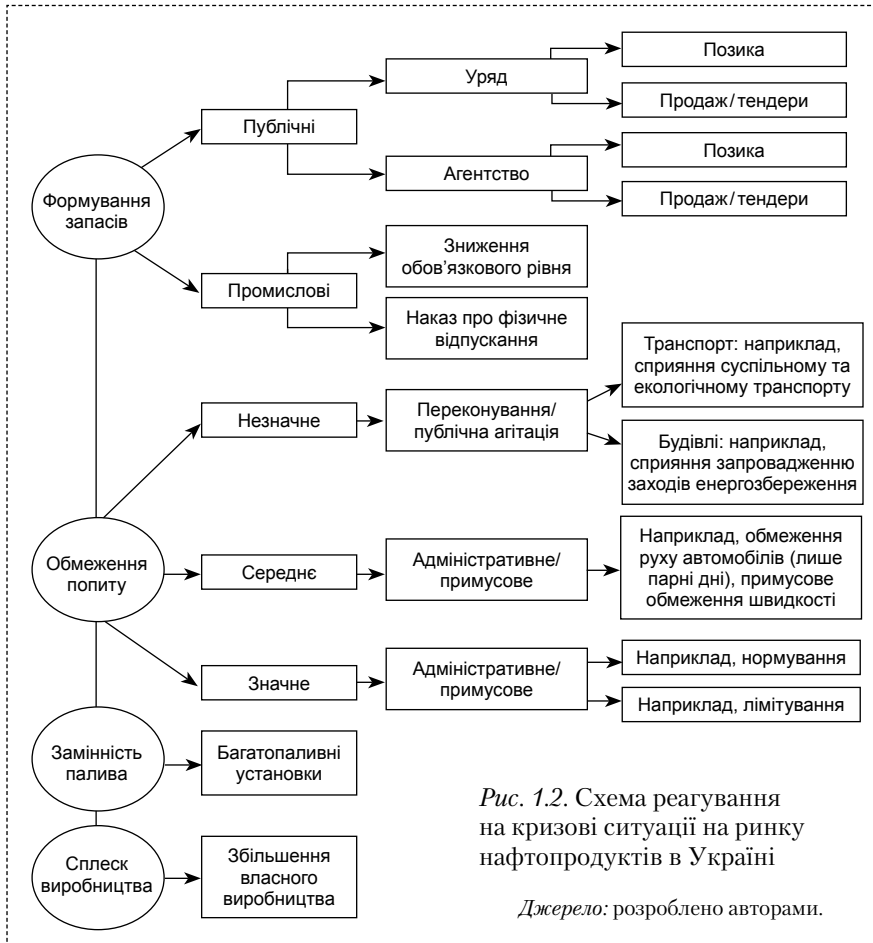 Формування
запасів
Публічні
Уряд
Позика
Продаж/тендери
Агентство
Позика
Продаж/тендери
Промислові
Зниження
обов’язкового рівня
Наказ про фізичне
відпускання
Обмеження
попиту
Незначне
Переконування/
публічна агітація
Транспорт: наприклад,
сприяння суспільному та
екологічному транспорту
Будівлі: наприклад,
сприяння запровадженню
заходів енергозбереження
Середнє
Адміністративне/
примусове
Наприклад, обмеження
руху автомобілів (лише
парні дні), примусове
обмеження швидкості
Значне
Адміністративне/
примусове
Наприклад, нормування
Наприклад, лімітування
Замінність
палива
Багатопаливні
установки
Сплеск
виробництва
Збільшення
власного
виробництва
Рис. 1.2. Схема реагування
на кризові ситуації на ринку
нафтопродуктів в Україні
Джерело: розроблено авторами.